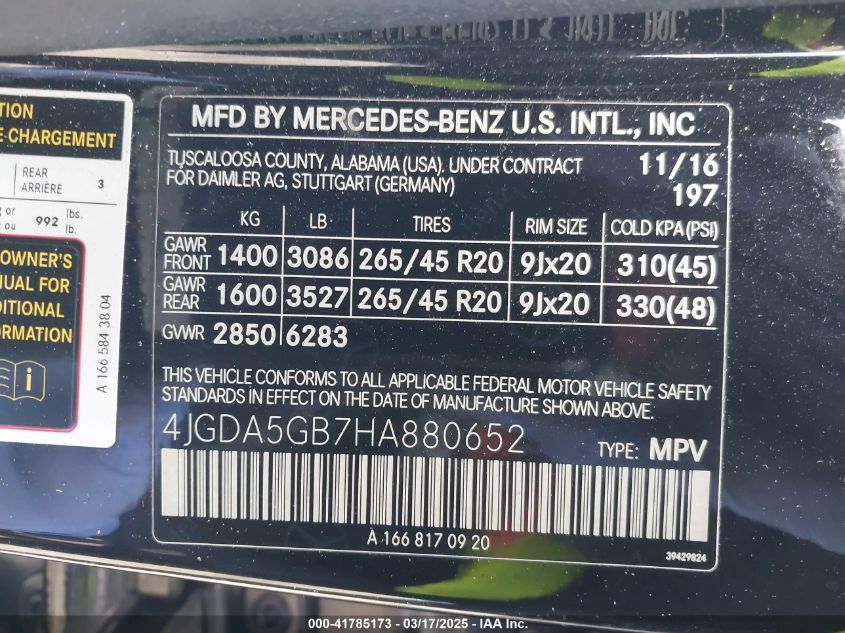 TION
E CHARGEMENT
REAR
ARRIÈRE 3
g or
ou 992 lbs.
lb.
OWNER'S
NUAL FOR
DITIONAL
ORMATION
i
A 166 584 38 04
MFD BY MERCEDES-BENZ U.S. INTL., INC
TUSCALOOSA COUNTY, ALABAMA (USA). UNDER CONTRACT 11/16
FOR DAIMLER AG, STUTTGART (GERMANY) 197
KG LB TIRES RIM SIZE COLD KPA(PSI)
GAWR FRONT 1400 3086 265/45 R20 9Jx20 310(45)
GAWR REAR 1600 3527 265/45 R20 9Jx20 330(48)
GVWR 2850 6283
THIS VEHICLE CONFORMS TO ALL APPLICABLE FEDERAL MOTOR VEHICLE SAFETY
STANDARDS IN EFFECT ON THE DATE OF MANUFACTURE SHOWN ABOVE.
4JGDA5GB7HA880652 TYPE: MPV
A 166 817 09 20
39429824
000-41785173 - 03/17/2025 - IAA Inc.